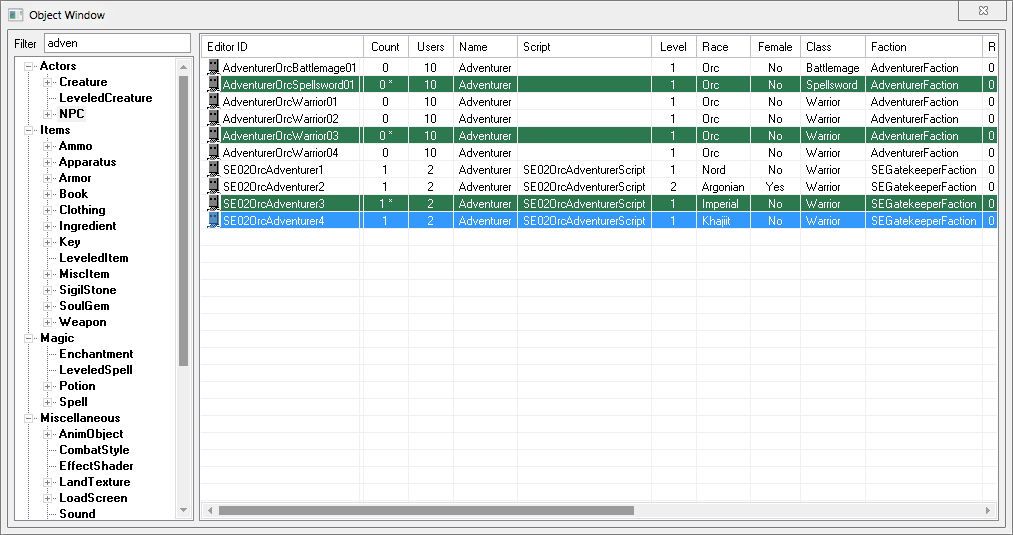 Object Window
Filter adven
Actors
Creature
LeveledCreature
NPC
Items
Ammo
Apparatus
Armor
Book
Clothing
Ingredient
Key
LeveledItem
MiscItem
SigilStone
SoulGem
Weapon
Magic
Enchantment
LeveledSpell
Potion
Spell
Miscellaneous
AnimObject
CombatStyle
EffectShader
LandTexture
LoadScreen
Sound
Editor ID Count Users Name Script Level Race Female Class Faction R
AdventurerOrcBattlemage01 0 10 Adventurer 1 Orc No Battlemage AdventurerFaction 0
AdventurerOrcSpellsword01 0 * 10 Adventurer 1 Orc No Spellsword AdventurerFaction 0
AdventurerOrcWarrior01 0 10 Adventurer 1 Orc No Warrior AdventurerFaction 0
AdventurerOrcWarrior02 0 10 Adventurer 1 Orc No Warrior AdventurerFaction 0
AdventurerOrcWarrior03 0 * 10 Adventurer 1 Orc No Warrior AdventurerFaction 0
AdventurerOrcWarrior04 0 10 Adventurer 1 Orc No Warrior AdventurerFaction 0
SE02OrcAdventurer1 1 2 Adventurer SE02OrcAdventurerScript 1 Nord No Warrior SEGatekeeperFaction 0
SE02OrcAdventurer2 1 2 Adventurer SE02OrcAdventurerScript 2 Argonian Yes Warrior SEGatekeeperFaction 0
SE02OrcAdventurer3 1 * 2 Adventurer SE02OrcAdventurerScript 1 Imperial No Warrior SEGatekeeperFaction 0
SE02OrcAdventurer4 1 2 Adventurer SE02OrcAdventurerScript 1 Khajiit No Warrior SEGatekeeperFaction 0